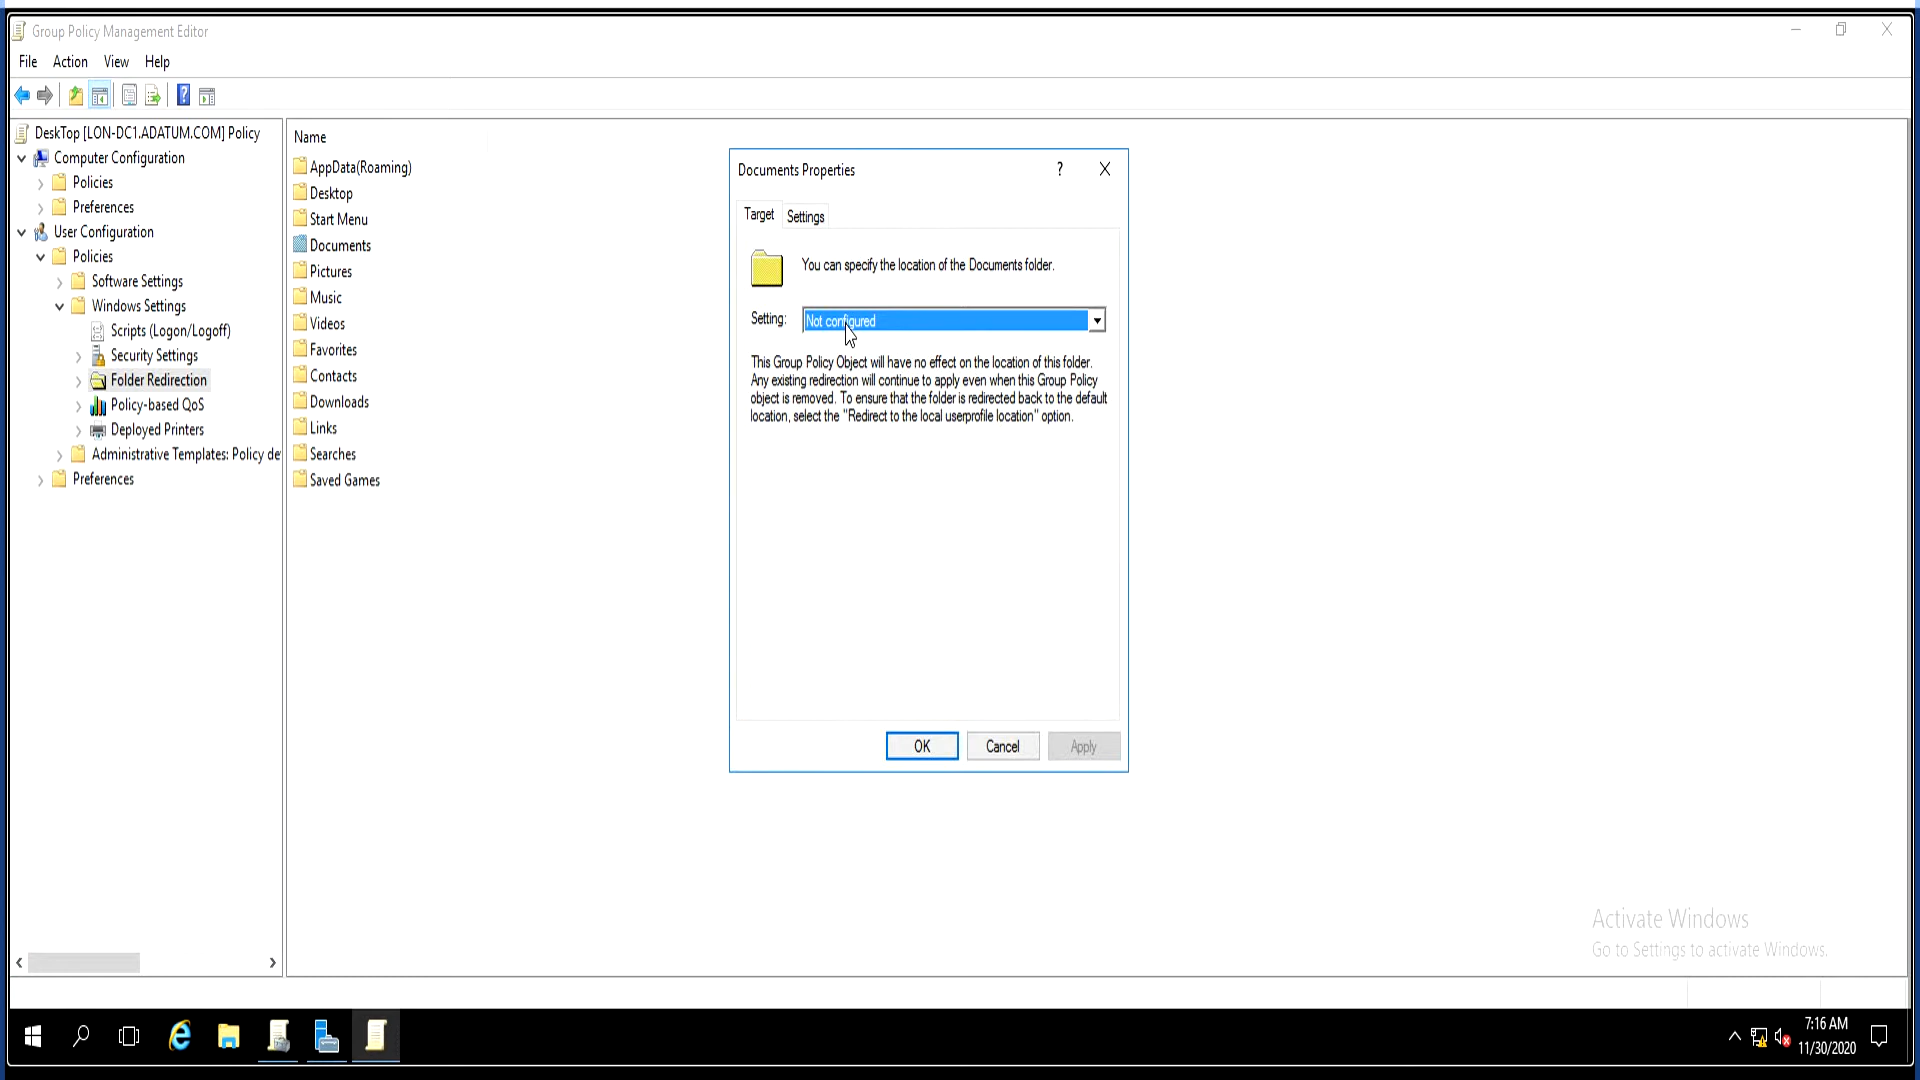 Group Policy Management Editor
File Action View Help
DeskTop [LON-DC1.ADATUM.COM] Policy
Computer Configuration
Policies
Preferences
User Configuration
Policies
Software Settings
Windows Settings
Scripts (Logon/Logoff)
Security Settings
Folder Redirection
Policy-based QoS
Deployed Printers
Administrative Templates: Policy de
Preferences
Name
AppData(Roaming)
Desktop
Start Menu
Documents
Pictures
Music
Videos
Favorites
Contacts
Downloads
Links
Searches
Saved Games
Documents Properties
Target Settings
You can specify the location of the Documents folder.
Setting: Not configured
This Group Policy Object will have no effect on the location of this folder.
Any existing redirection will continue to apply even when this Group Policy
object is removed. To ensure that the folder is redirected back to the default
location, select the "Redirect to the local userprofile location" option.
OK Cancel Apply
Activate Windows
Go to Settings to activate Windows.
7:16 AM
11/30/2020